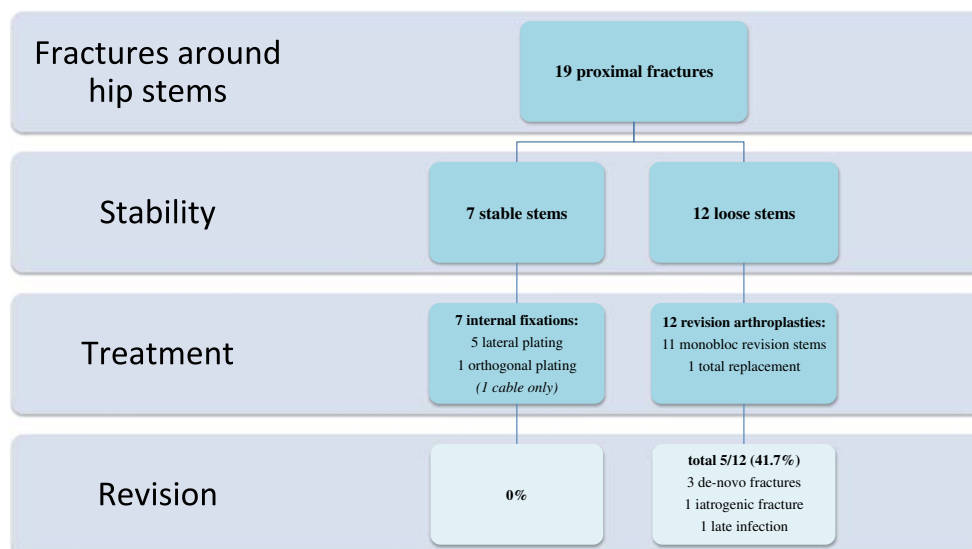 Fractures around
hip stems
19 proximal fractures
Stability
7 stable stems
12 loose stems
Treatment
7 internal fixations:
5 lateral plating
1 orthogonal plating
(1 cable only)
12 revision arthroplasties:
11 monobloc revision stems
1 total replacement
Revision
0%
total 5/12 (41.7%)
3 de-novo fractures
1 iatrogenic fracture
1 late infection